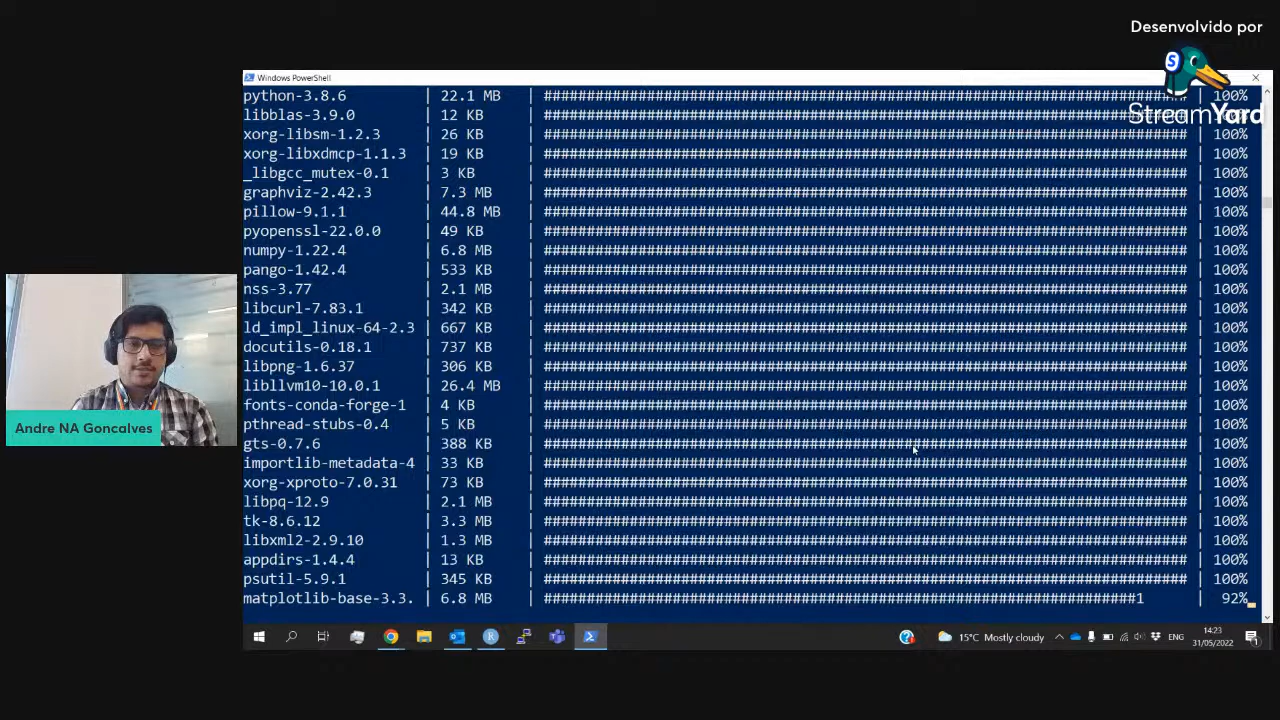 Desenvolvido por
StreamYard
Windows PowerShell
python-3.8.6 | 22.1 MB | ########################################################################### | 100%
libblas-3.9.0 | 12 KB | ########################################################################### | 100%
xorg-libsm-1.2.3 | 26 KB | ########################################################################### | 100%
xorg-libxdmcp-1.1.3 | 19 KB | ########################################################################### | 100%
_libgcc_mutex-0.1 | 3 KB | ########################################################################### | 100%
graphviz-2.42.3 | 7.3 MB | ########################################################################### | 100%
pillow-9.1.1 | 44.8 MB | ########################################################################### | 100%
pyopenssl-22.0.0 | 49 KB | ########################################################################### | 100%
numpy-1.22.4 | 6.8 MB | ########################################################################### | 100%
pango-1.42.4 | 533 KB | ########################################################################### | 100%
nss-3.77 | 2.1 MB | ########################################################################### | 100%
libcurl-7.83.1 | 342 KB | ########################################################################### | 100%
ld_impl_linux-64-2.3 | 667 KB | ########################################################################### | 100%
docutils-0.18.1 | 737 KB | ########################################################################### | 100%
libpng-1.6.37 | 306 KB | ########################################################################### | 100%
libllvm10-10.0.1 | 26.4 MB | ########################################################################### | 100%
fonts-conda-forge-1 | 4 KB | ########################################################################### | 100%
pthread-stubs-0.4 | 5 KB | ########################################################################### | 100%
gts-0.7.6 | 388 KB | ########################################################################### | 100%
importlib-metadata-4 | 33 KB | ########################################################################### | 100%
xorg-xproto-7.0.31 | 73 KB | ########################################################################### | 100%
libpq-12.9 | 2.1 MB | ########################################################################### | 100%
tk-8.6.12 | 3.3 MB | ########################################################################### | 100%
libxml2-2.9.10 | 1.3 MB | ########################################################################### | 100%
appdirs-1.4.4 | 13 KB | ########################################################################### | 100%
psutil-5.9.1 | 345 KB | ########################################################################### | 100%
matplotlib-base-3.3. | 6.8 MB | #####################################################################1 | 92%
Andre NA Goncalves
15°C Mostly cloudy
ENG
14:23
31/05/2022